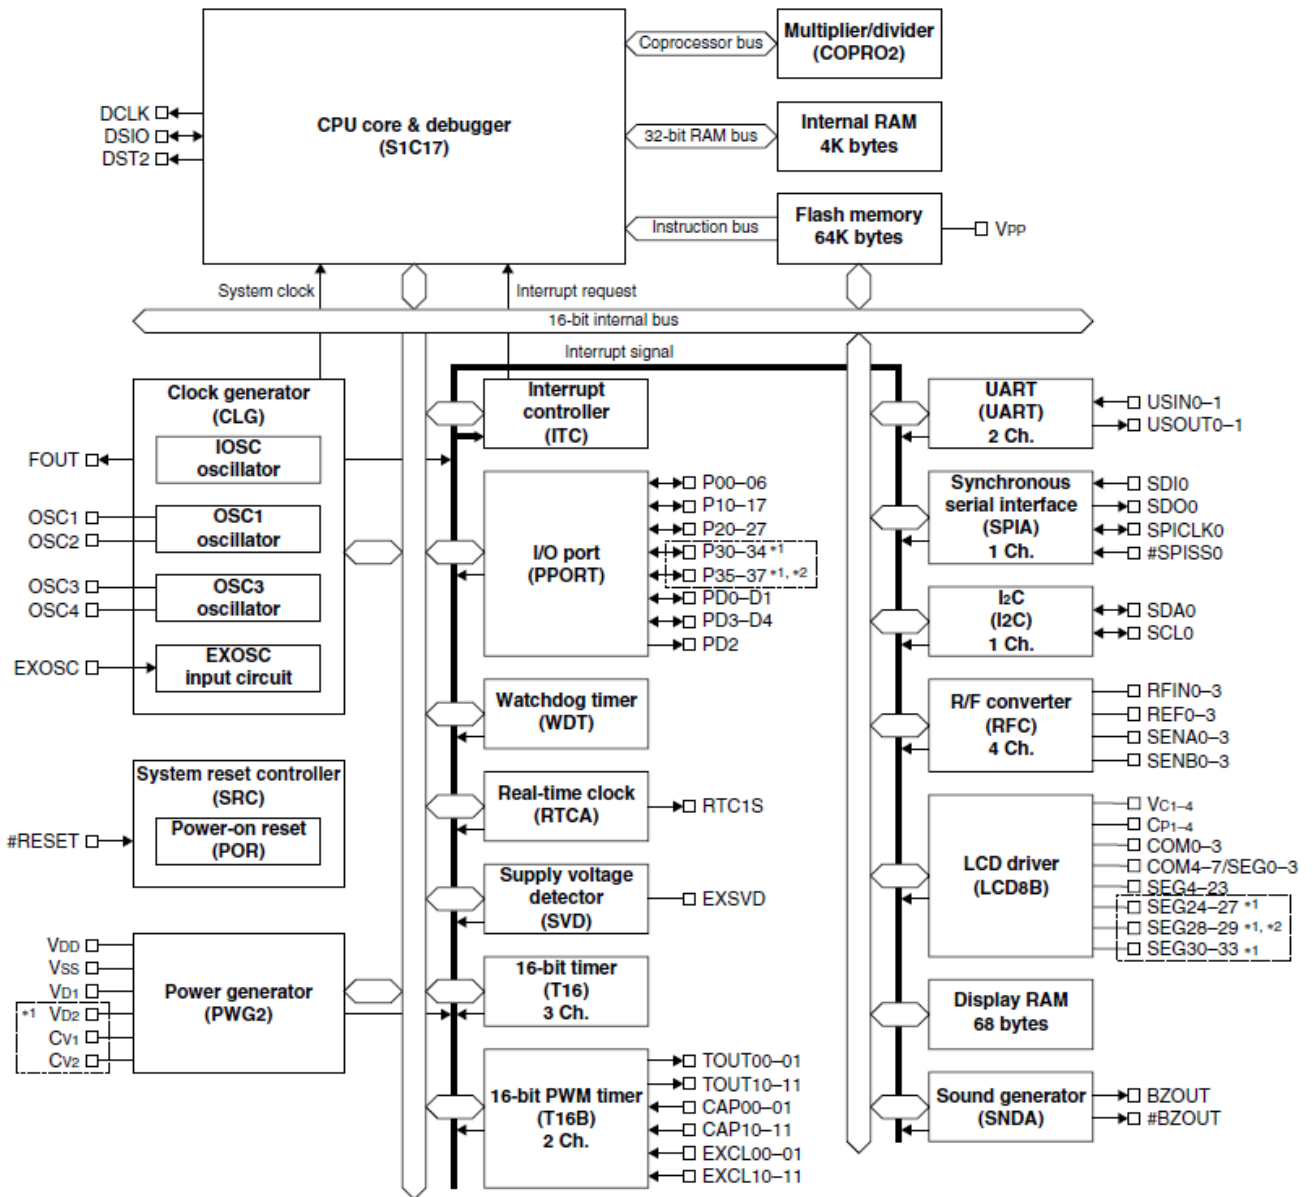 Coprocessor bus
Multiplier/divider
(COPRO2)
DCLK
DSIO
DST2
CPU core & debugger
(S1C17)
32-bit RAM bus
Internal RAM
4K bytes
Instruction bus
Flash memory
64K bytes
VPP
System clock
Interrupt request
16-bit internal bus
Interrupt signal
Clock generator
(CLG)
IOSC
oscillator
FOUT
OSC1
OSC2
OSC1
oscillator
OSC3
OSC4
OSC3
oscillator
EXOSC
EXOSC
input circuit
System reset controller
(SRC)
#RESET
Power-on reset
(POR)
VDD
VSS
VD1
*1 VD2
CV1
CV2
Power generator
(PWG2)
Interrupt
controller
(ITC)
I/O port
(PPORT)
P00–06
P10–17
P20–27
P30–34 *1
P35–37 *1, *2
PD0–D1
PD3–D4
PD2
Watchdog timer
(WDT)
Real-time clock
(RTCA)
RTC1S
Supply voltage
detector
(SVD)
EXSVD
16-bit timer
(T16)
3 Ch.
16-bit PWM timer
(T16B)
2 Ch.
TOUT00–01
TOUT10–11
CAP00–01
CAP10–11
EXCL00–01
EXCL10–11
UART
(UART)
2 Ch.
USIN0–1
USOUT0–1
Synchronous
serial interface
(SPIA)
1 Ch.
SDI0
SDO0
SPICLK0
#SPISS0
I2C
(I2C)
1 Ch.
SDA0
SCL0
R/F converter
(RFC)
4 Ch.
RFIN0–3
REF0–3
SENA0–3
SENB0–3
LCD driver
(LCD8B)
VC1–4
CP1–4
COM0–3
COM4–7/SEG0–3
SEG4–23
SEG24–27 *1
SEG28–29 *1, *2
SEG30–33 *1
Display RAM
68 bytes
Sound generator
(SNDA)
BZOUT
#BZOUT